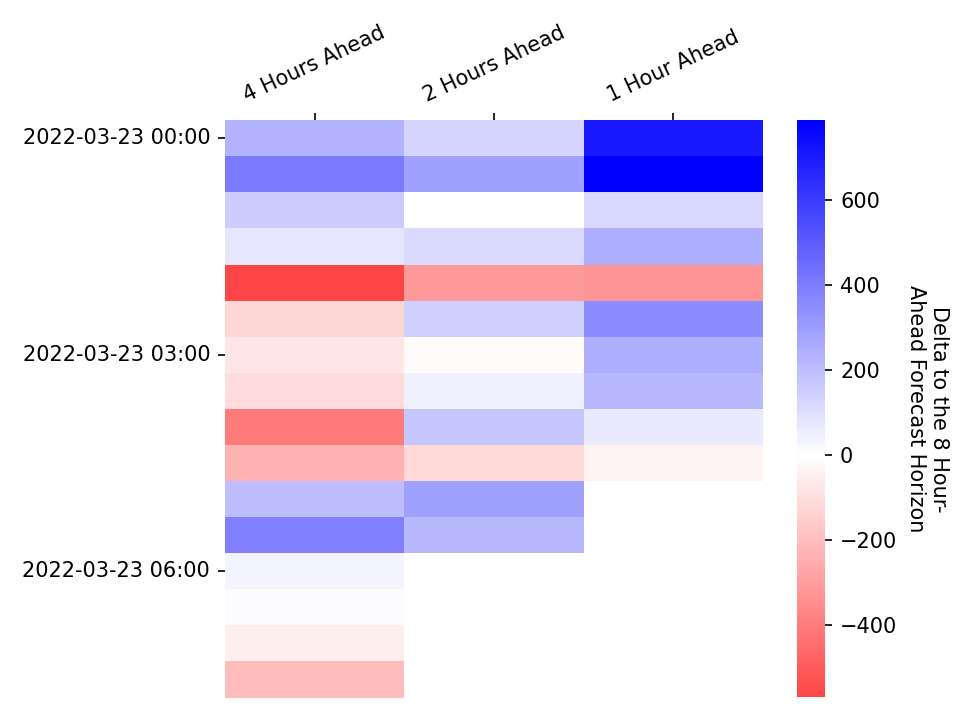 4 Hours Ahead
2 Hours Ahead
1 Hour Ahead
2022-03-23 00:00
2022-03-23 03:00
2022-03-23 06:00
600
400
200
0
−200
−400
Delta to the 8 Hour-
Ahead Forecast Horizon